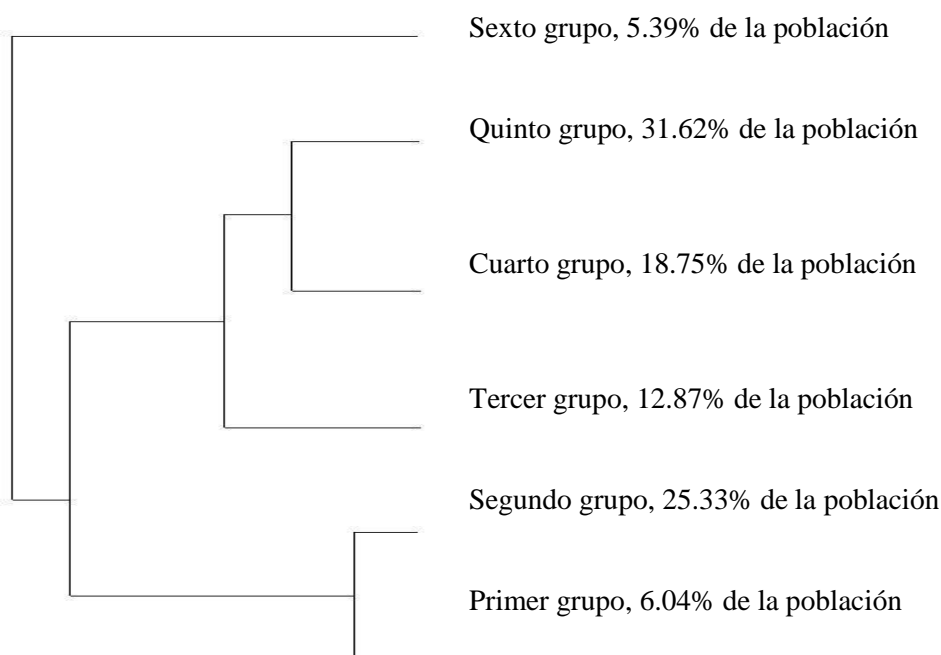 Sexto grupo, 5.39% de la población
Quinto grupo, 31.62% de la población
Cuarto grupo, 18.75% de la población
Tercer grupo, 12.87% de la población
Segundo grupo, 25.33% de la población
Primer grupo, 6.04% de la población